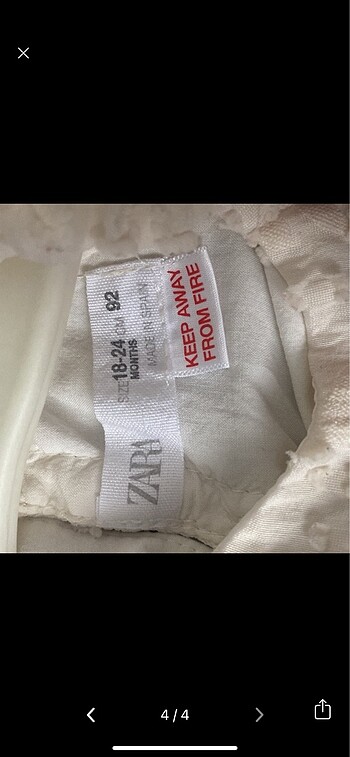 ZARA
SIZE 18-24 CM 92
MONTHS
MADE IN SPAIN
KEEP AWAY
FROM FIRE
4/4